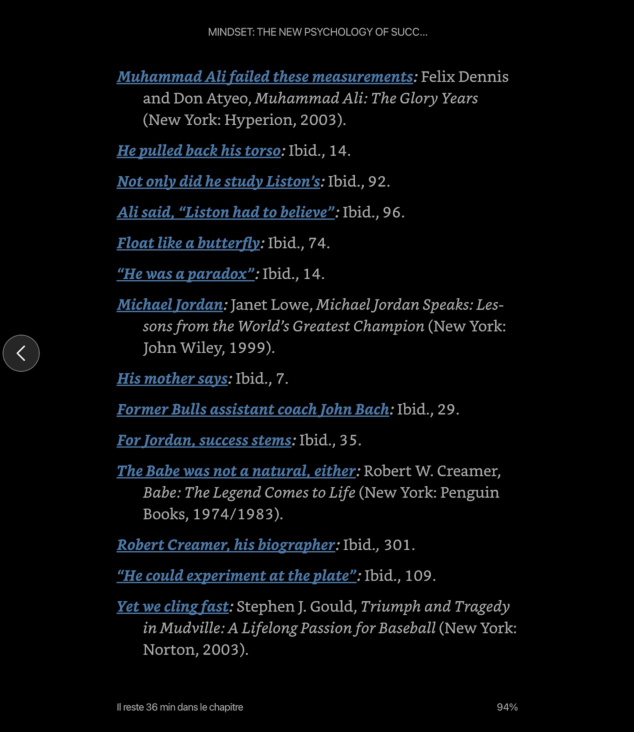 MINDSET: THE NEW PSYCHOLOGY OF SUCC...
Muhammad Ali failed these measurements: Felix Dennis
and Don Atyeo, Muhammad Ali: The Glory Years
(New York: Hyperion, 2003).
He pulled back his torso: Ibid., 14.
Not only did he study Liston’s: Ibid., 92.
Ali said, “Liston had to believe”: Ibid., 96.
Float like a butterfly: Ibid., 74.
“He was a paradox”: Ibid., 14.
Michael Jordan: Janet Lowe, Michael Jordan Speaks: Les-
sons from the World’s Greatest Champion (New York:
John Wiley, 1999).
His mother says: Ibid., 7.
Former Bulls assistant coach John Bach: Ibid., 29.
For Jordan, success stems: Ibid., 35.
The Babe was not a natural, either: Robert W. Creamer,
Babe: The Legend Comes to Life (New York: Penguin
Books, 1974/1983).
Robert Creamer, his biographer: Ibid., 301.
“He could experiment at the plate”: Ibid., 109.
Yet we cling fast: Stephen J. Gould, Triumph and Tragedy
in Mudville: A Lifelong Passion for Baseball (New York:
Norton, 2003).
Il reste 36 min dans le chapitre
94%